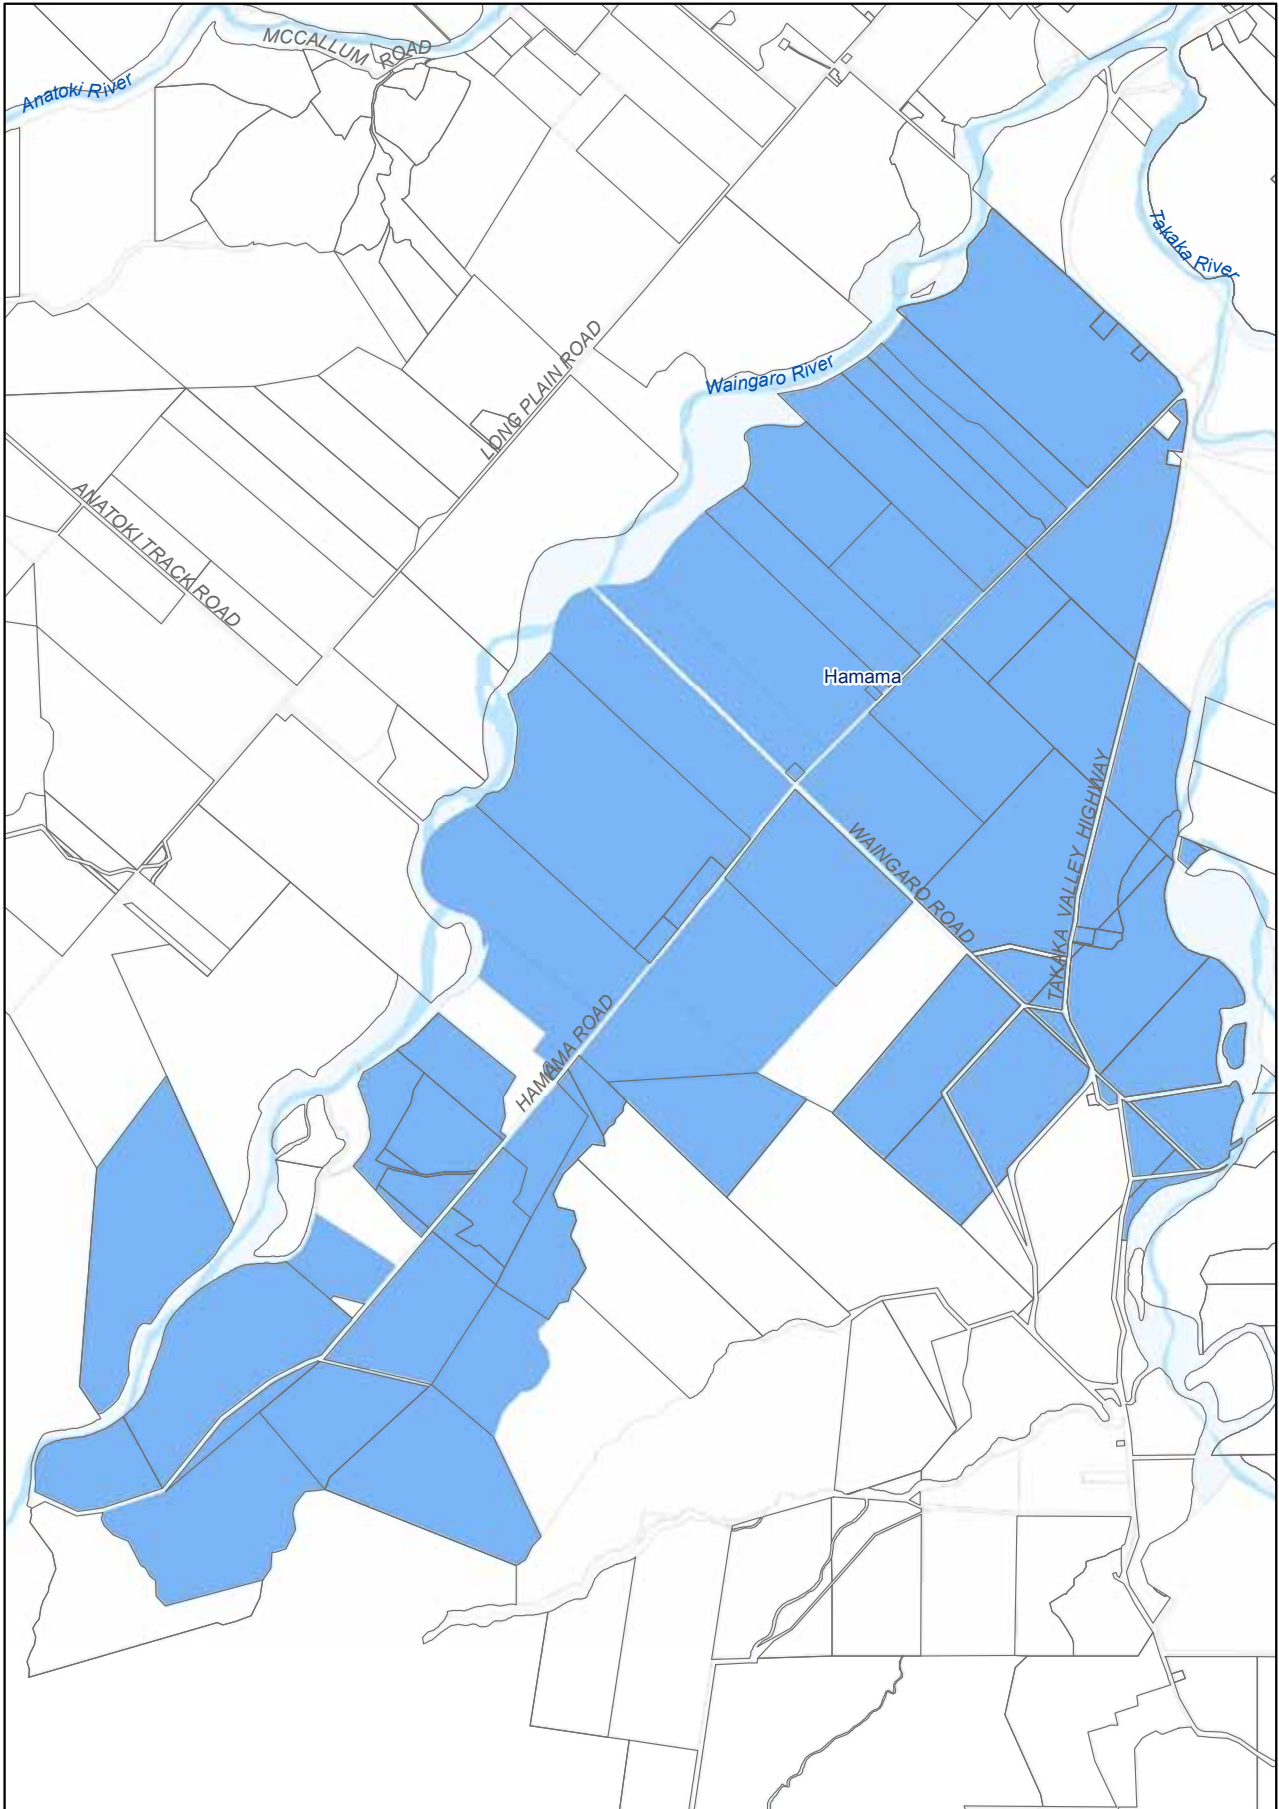 MCCALLUM ROAD
Anatoki River
Takaka River
LONG PLAIN ROAD
Waingaro River
ANATOKI TRACK ROAD
Hamama
WAINGARO ROAD
TAKAKA VALLEY HIGHWAY
HAMAMA ROAD